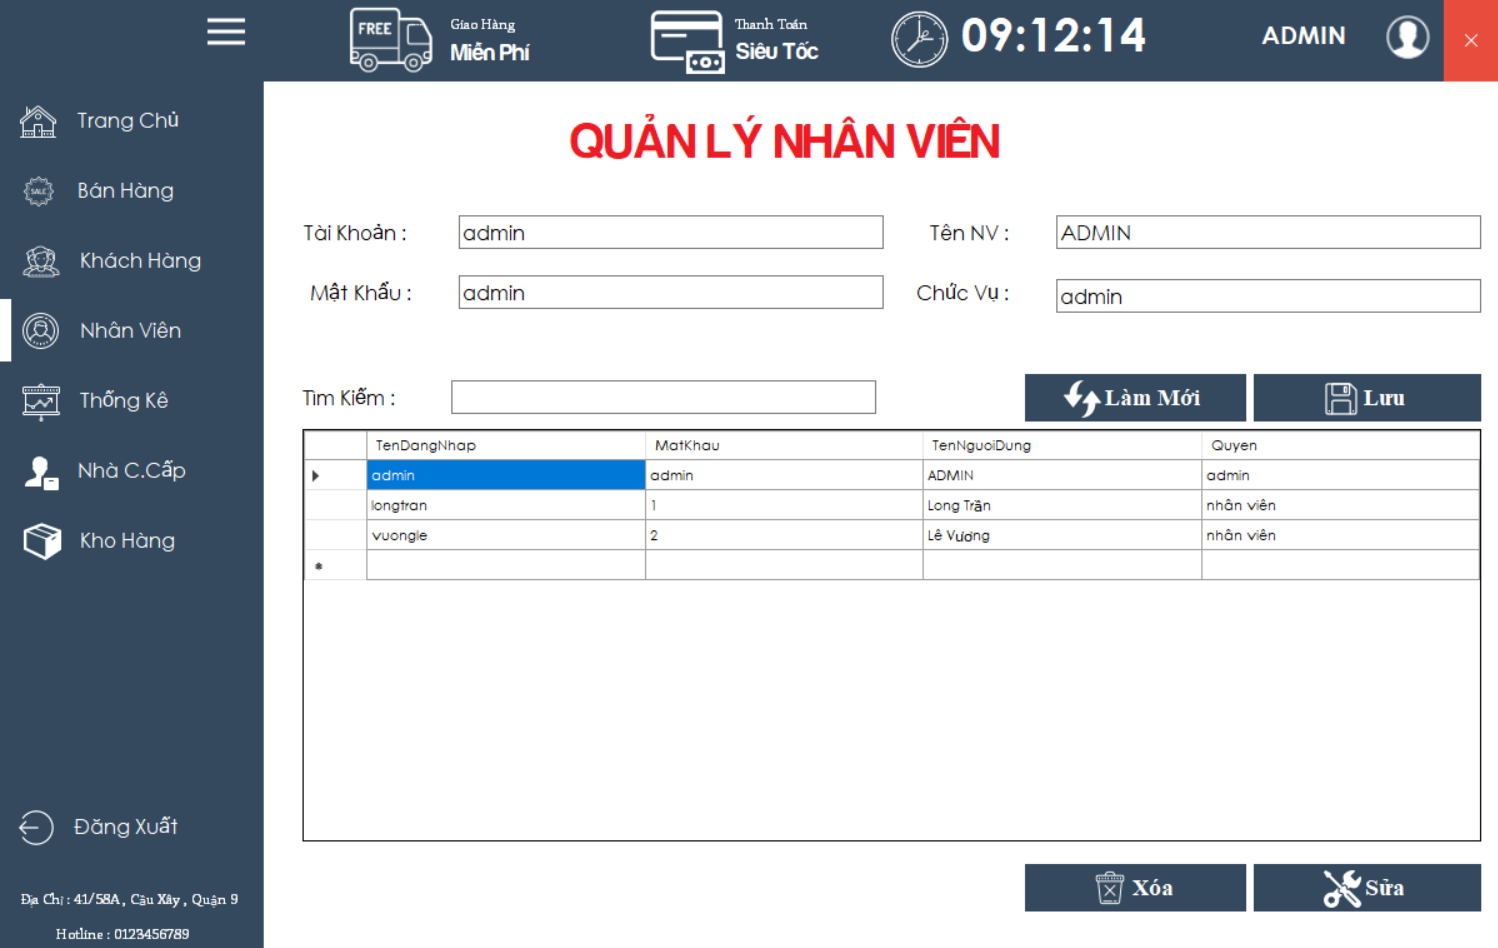 FREE
Giao Hàng
Miễn Phí
Thanh Toán
Siêu Tốc
09:12:14
ADMIN
×
Trang Chủ
SALE
Bán Hàng
Khách Hàng
Nhân Viên
Thống Kê
Nhà C.Cấp
Kho Hàng
Đăng Xuất
Địa Chỉ : 41/58A , Cầu Xây , Quận 9
Hotline : 0123456789
QUẢN LÝ NHÂN VIÊN
Tài Khoản : admin
Tên NV : ADMIN
Mật Khẩu : admin
Chức Vụ : admin
Tìm Kiếm :
Làm Mới
Lưu
TenDangNhap MatKhau TenNguoiDung Quyen
admin admin ADMIN admin
longtran 1 Long Trần nhân viên
vuongle 2 Lê Vương nhân viên
Xóa
Sửa